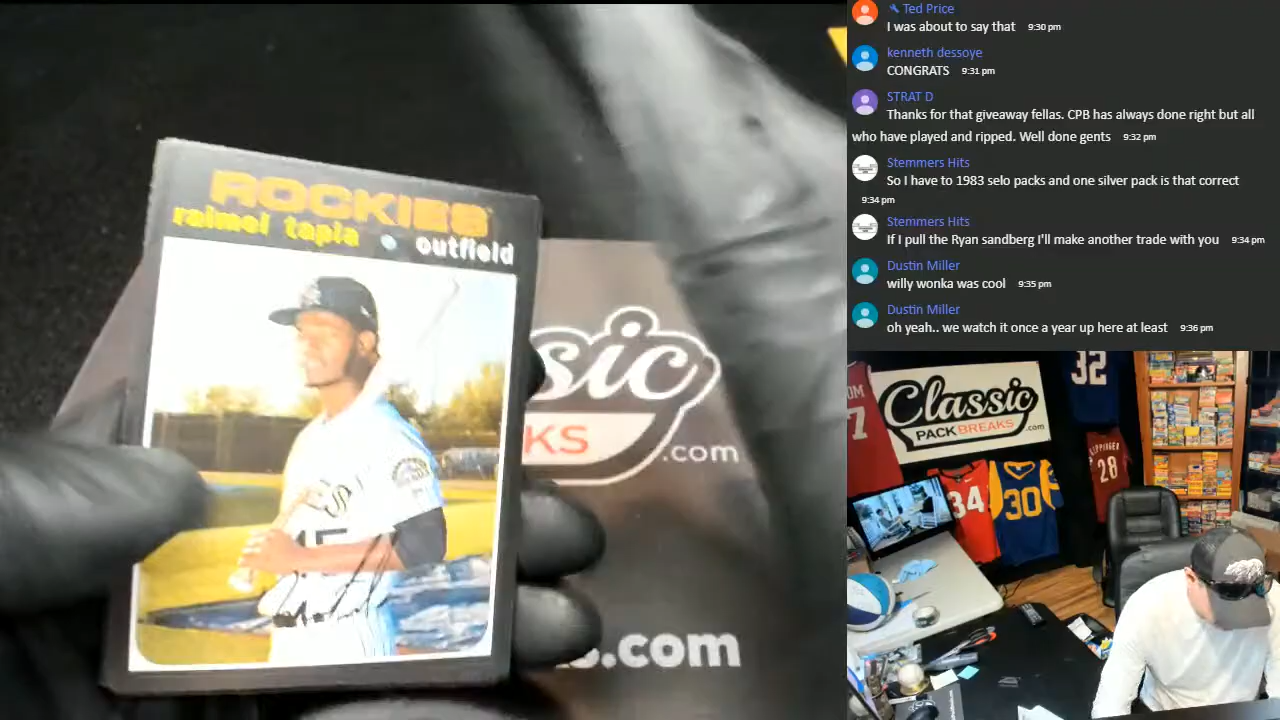 ROCKIES
raimel tapia • outfield
45
ssic
KS
.com
s.com
Ted Price
I was about to say that 9:30 pm
kenneth dessoye
CONGRATS 9:31 pm
STRAT D
Thanks for that giveaway fellas. CPB has always done right but all
who have played and ripped. Well done gents 9:32 pm
Stemmers Hits
So I have to 1983 selo packs and one silver pack is that correct
9:34 pm
Stemmers Hits
If I pull the Ryan sandberg I'll make another trade with you 9:34 pm
Dustin Miller
willy wonka was cool 9:35 pm
Dustin Miller
oh yeah.. we watch it once a year up here at least 9:36 pm
Classic
PACKBREAKS.com
7
32
34
30
28